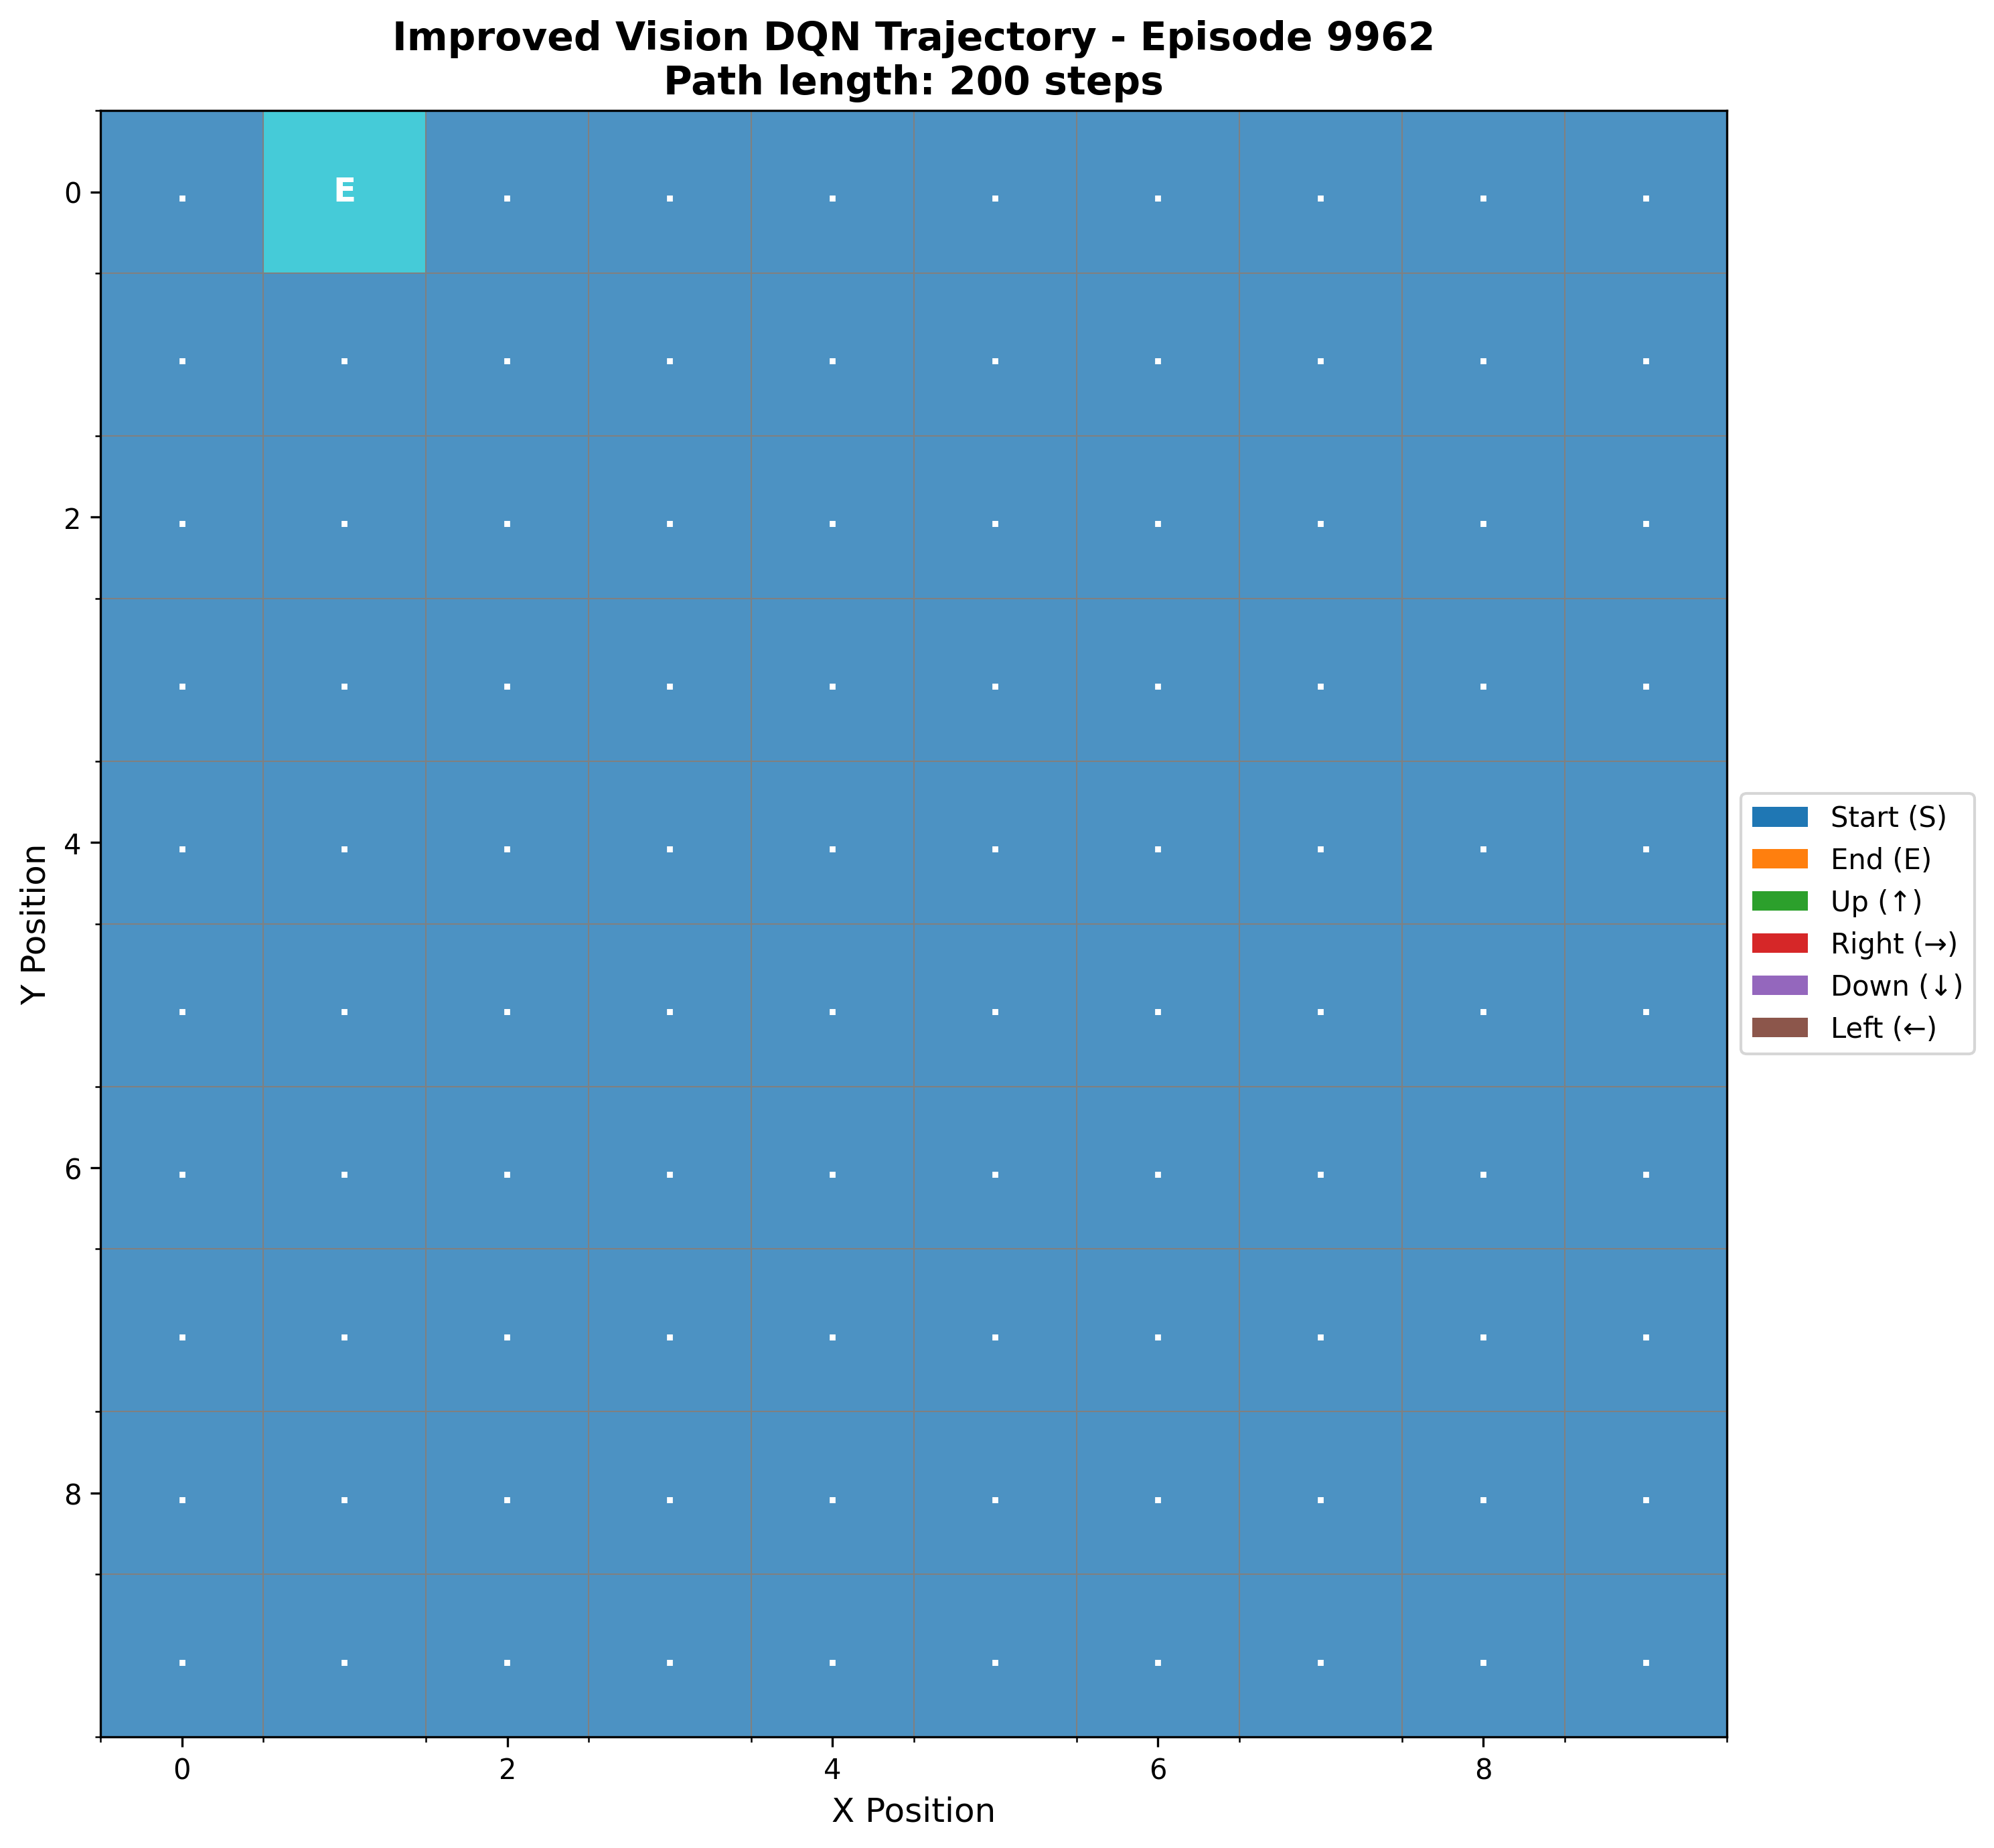 Improved Vision DQN Trajectory - Episode 9962
Path length: 200 steps
E
0
2
4
6
8
Y Position
0 2 4 6 8
X Position
Start (S)
End (E)
Up (↑)
Right (→)
Down (↓)
Left (←)